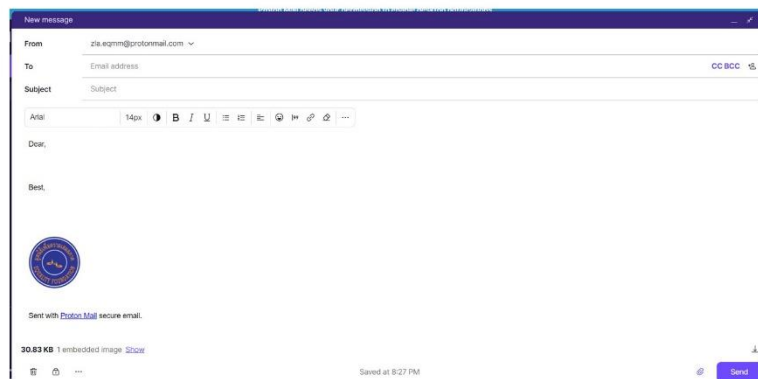 New message
From zla.eqmm@protonmail.com
To Email address CC BCC
Subject Subject
Arial 14px B I U
Dear,
Best,
Sent with Proton Mail secure email.
30.83 KB 1 embedded image Show
Saved at 8:27 PM Send